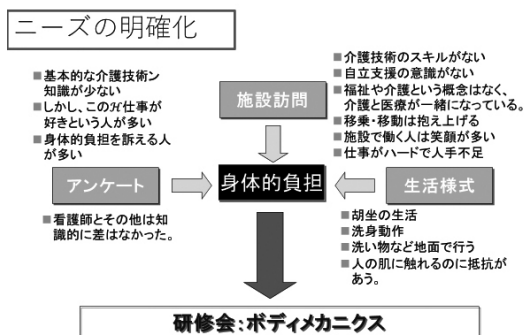 ニーズの明確化
■基本的な介護技術ン
知識が少ない
■しかし、この仕事が
好きという人が多い
■身体的負担を訴える人
が多い
施設訪問
■介護技術のスキルがない
■自立支援の意識がない
■福祉や介護という概念はなく、
介護と医療が一緒になっている。
■移乗・移動は抱え上げる
■施設で働く人は笑顔が多い
■仕事がハードで人手不足
アンケート
身体的負担
生活様式
■看護師とその他は知
識的に差はなかった。
■胡坐の生活
■洗身動作
■洗い物など地面で行う
■人の肌に触れるのに抵抗が
あう。
研修会:ボディメカニクス